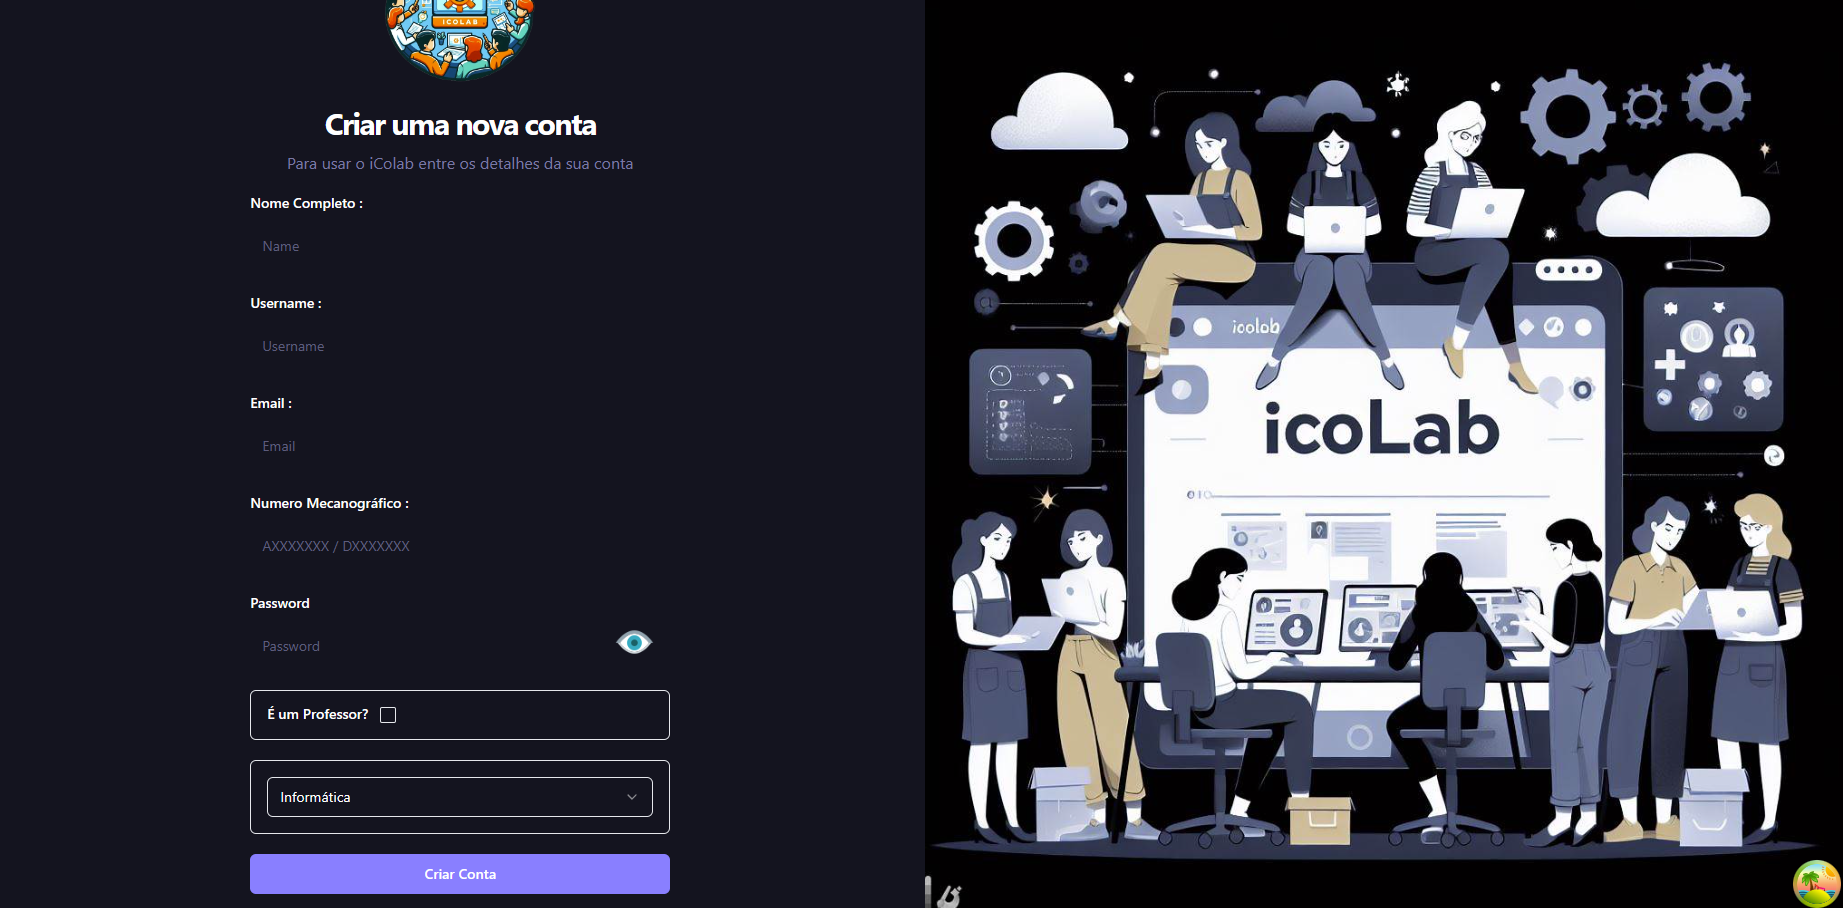 ICOLAB
Criar uma nova conta
Para usar o iColab entre os detalhes da sua conta
Nome Completo :
Name
Username :
Username
Email :
Email
Numero Mecanográfico :
AXXXXXXX / DXXXXXXX
Password
Password
É um Professor?
Informática
Criar Conta
icolab
icoLab